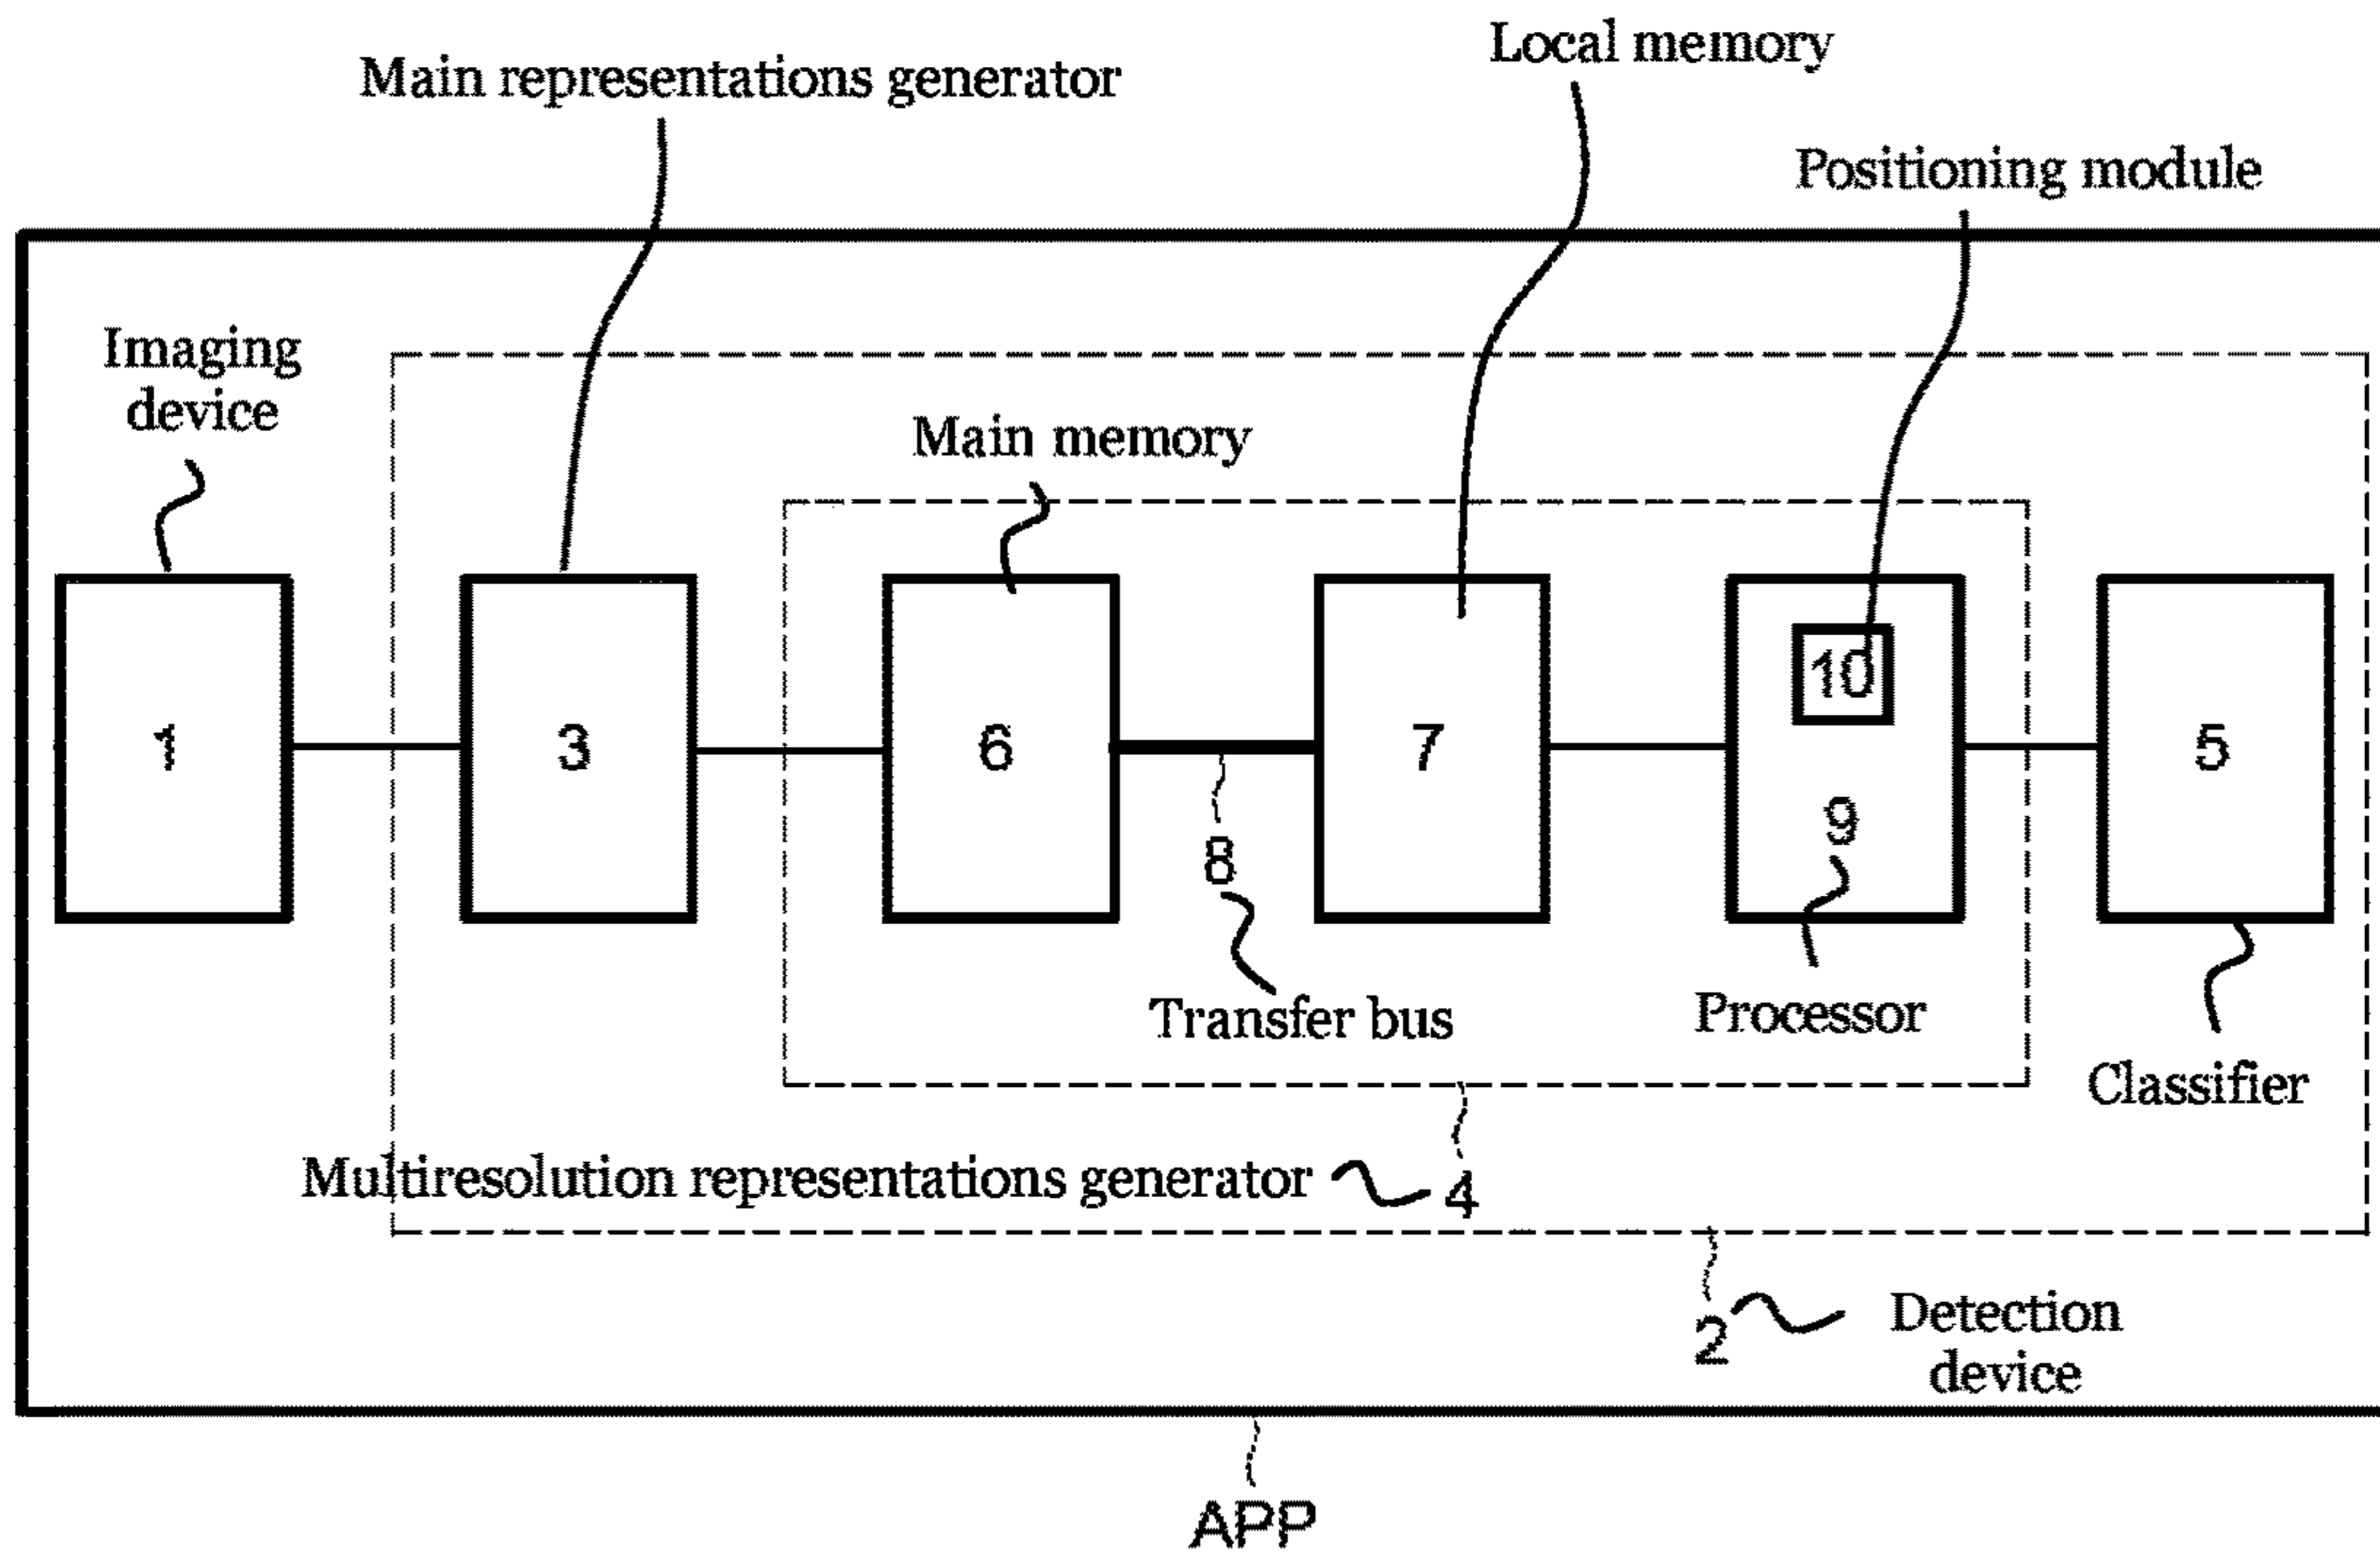 Local memory
Main representations generator
Positioning module
Imaging
device
Main memory
10
1
3
6
7
5
9
8
Transfer bus
Processor
Classifier
Multiresolution representations generator
4
2
Detection
device
APP